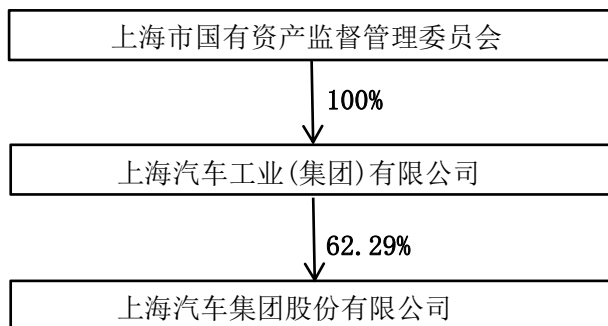 上海市国有资产监督管理委员会
100%
上海汽车工业(集团)有限公司
62.29%
上海汽车集团股份有限公司